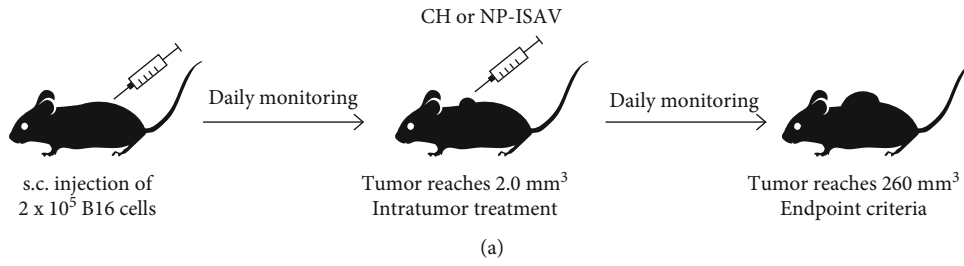 CH or NP-ISAV
Daily monitoring
Daily monitoring
s.c. injection of
2 x 10⁵ B16 cells
Tumor reaches 2.0 mm³
Intratumor treatment
Tumor reaches 260 mm³
Endpoint criteria
(a)